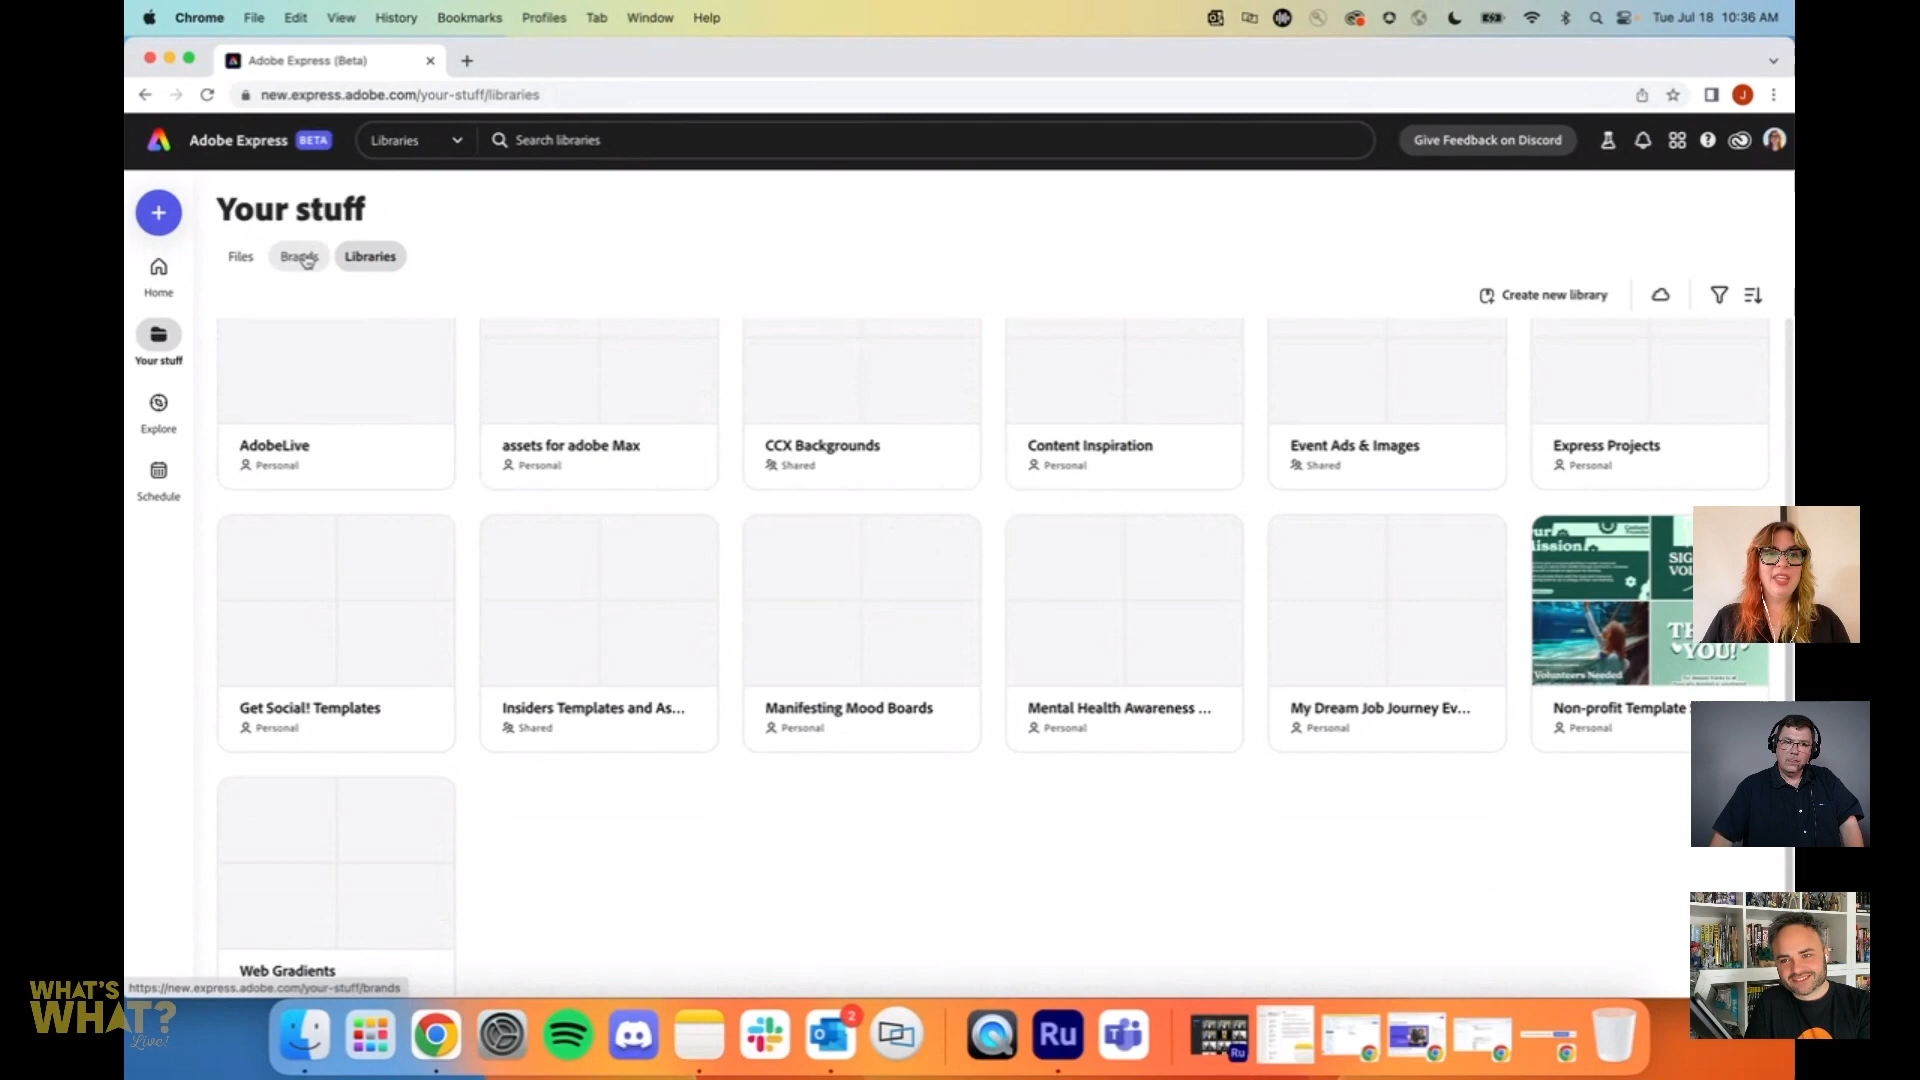 Chrome File Edit View History Bookmarks Profiles Tab Window Help
Tue Jul 18 10:36 AM
Adobe Express (Beta)
new.express.adobe.com/your-stuff/libraries
J
Adobe Express BETA
Libraries
Search libraries
Give Feedback on Discord
Your stuff
Files Brands Libraries
Home
Your stuff
Explore
Schedule
Create new library
AdobeLive
Personal
assets for adobe Max
Personal
CCX Backgrounds
Shared
Content Inspiration
Personal
Event Ads & Images
Shared
Express Projects
Personal
Get Social! Templates
Personal
Insiders Templates and As...
Shared
Manifesting Mood Boards
Personal
Mental Health Awareness ...
Personal
My Dream Job Journey Ev...
Personal
Volunteers Needed
YOU!
Non-profit Template
Personal
Web Gradients
https://new.express.adobe.com/your-stuff/brands
WHAT'S
WHAT?
Live!
2
Ru
Ru